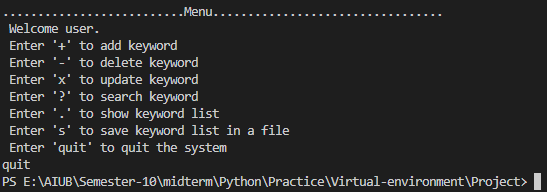 ..........................Menu.................................
Welcome user.
Enter '+' to add keyword
Enter '-' to delete keyword
Enter 'x' to update keyword
Enter '?' to search keyword
Enter '.' to show keyword list
Enter 's' to save keyword list in a file
Enter 'quit' to quit the system
quit
PS E:\AIUB\Semester-10\midterm\Python\Practice\Virtual-environment\Project>